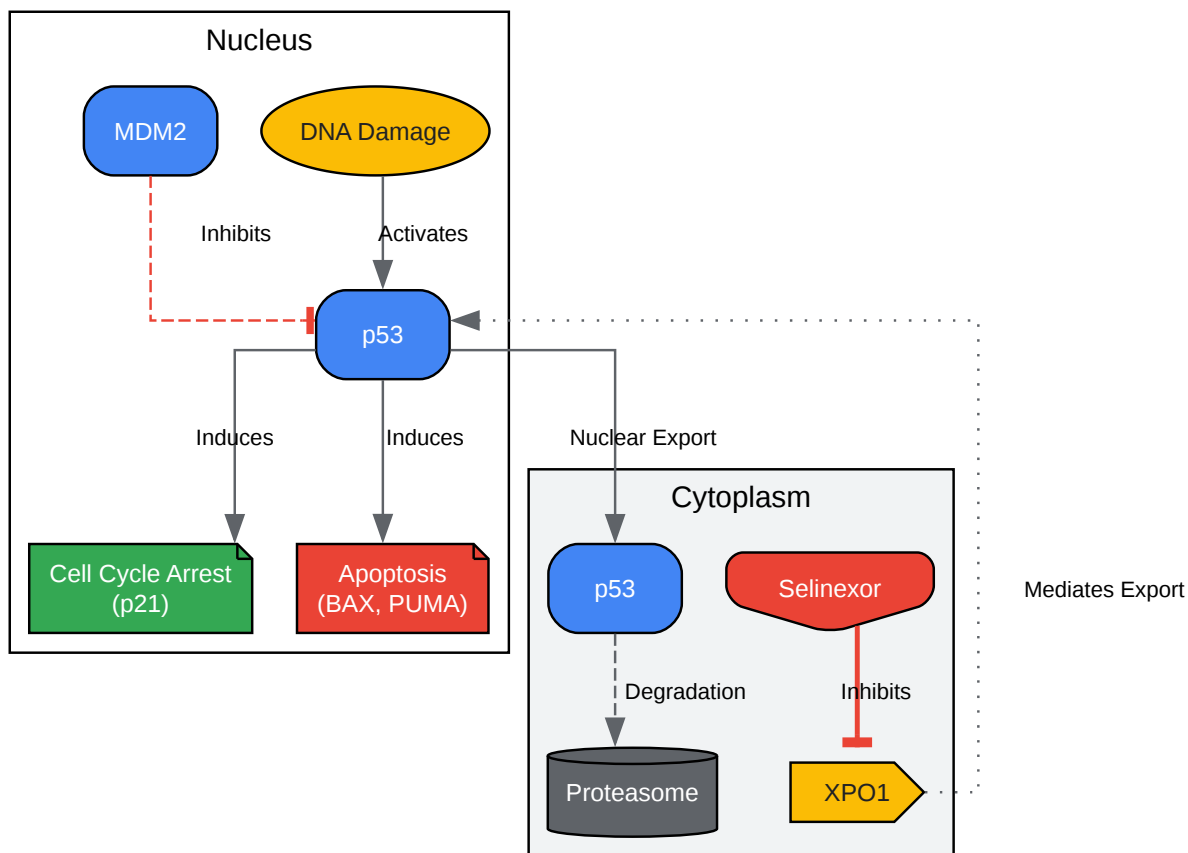 Nucleus
MDM2
DNA Damage
Inhibits
Activates
p53
Induces
Induces
Nuclear Export
Cytoplasm
Cell Cycle Arrest
(p21)
Apoptosis
(BAX, PUMA)
p53
Selinexor
Mediates Export
Degradation
Inhibits
Proteasome
XPO1